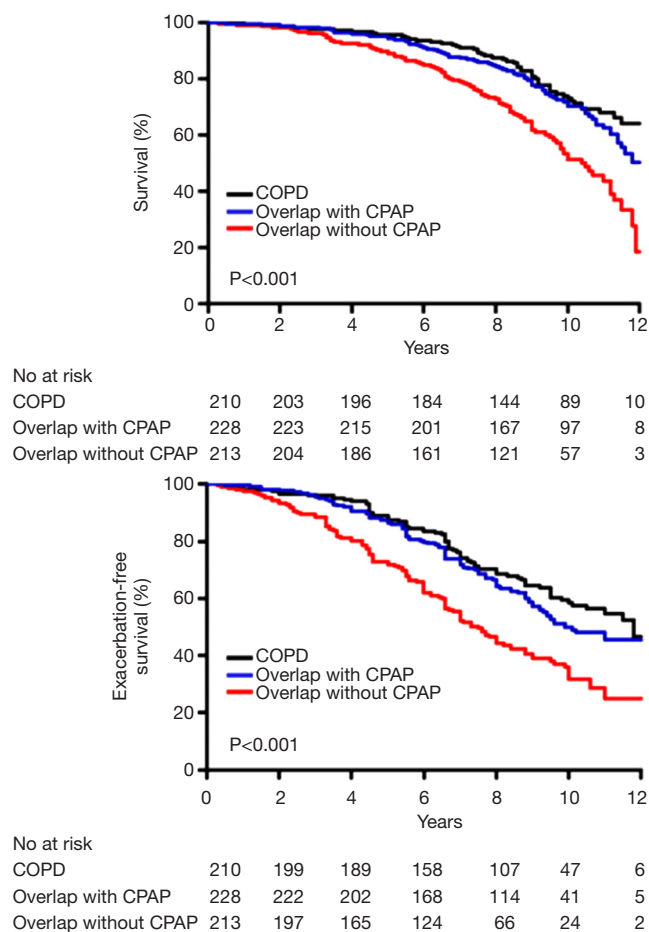 100
80
60
40
20
0
Survival (%)
COPD
Overlap with CPAP
Overlap without CPAP
P<0.001
0 2 4 6 8 10 12
Years
No at risk
COPD 210 203 196 184 144 89 10
Overlap with CPAP 228 223 215 201 167 97 8
Overlap without CPAP 213 204 186 161 121 57 3
100
80
60
40
20
0
Exacerbation-free
survival (%)
COPD
Overlap with CPAP
Overlap without CPAP
P<0.001
0 2 4 6 8 10 12
Years
No at risk
COPD 210 199 189 158 107 47 6
Overlap with CPAP 228 222 202 168 114 41 5
Overlap without CPAP 213 197 165 124 66 24 2